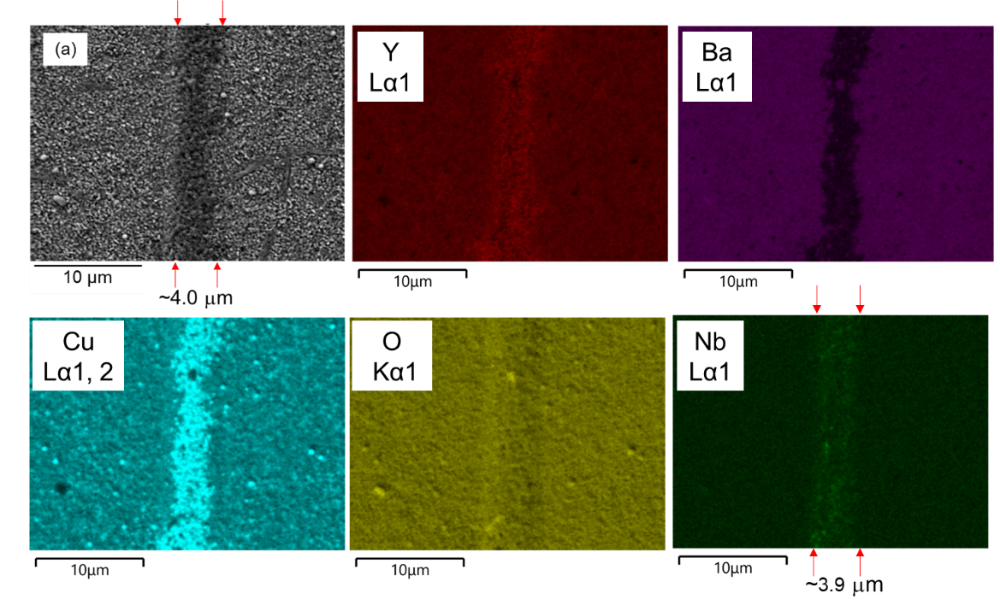 (a)
Y
Lα1
Ba
Lα1
10 µm
10µm
10µm
~4.0 µm
Cu
Lα1, 2
O
Kα1
Nb
Lα1
10µm
10µm
10µm
~3.9 µm